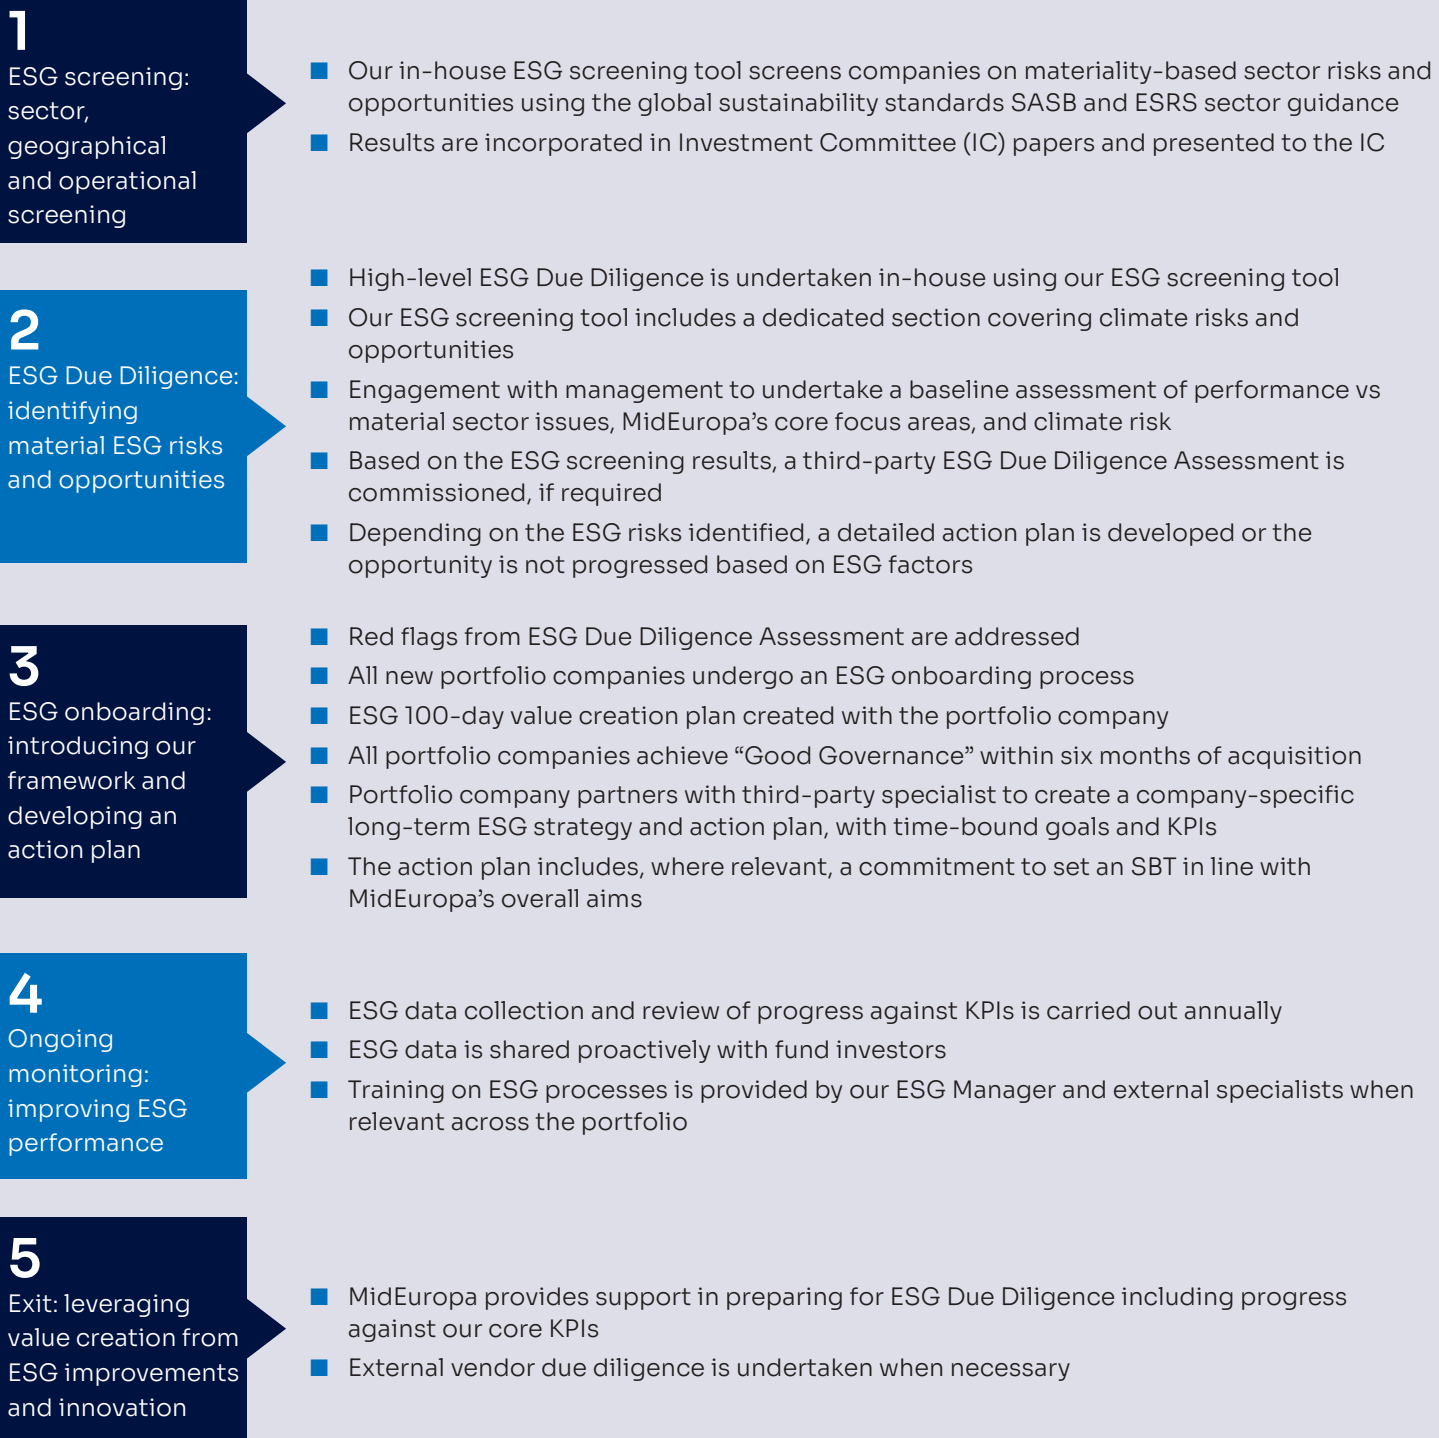 1
ESG screening:
sector,
geographical
and operational
screening
■ Our in-house ESG screening tool screens companies on materiality-based sector risks and
opportunities using the global sustainability standards SASB and ESRS sector guidance
■ Results are incorporated in Investment Committee (IC) papers and presented to the IC
2
ESG Due Diligence:
identifying
material ESG risks
and opportunities
■ High-level ESG Due Diligence is undertaken in-house using our ESG screening tool
■ Our ESG screening tool includes a dedicated section covering climate risks and
opportunities
■ Engagement with management to undertake a baseline assessment of performance vs
material sector issues, MidEuropa’s core focus areas, and climate risk
■ Based on the ESG screening results, a third-party ESG Due Diligence Assessment is
commissioned, if required
■ Depending on the ESG risks identified, a detailed action plan is developed or the
opportunity is not progressed based on ESG factors
3
ESG onboarding:
introducing our
framework and
developing an
action plan
■ Red flags from ESG Due Diligence Assessment are addressed
■ All new portfolio companies undergo an ESG onboarding process
■ ESG 100-day value creation plan created with the portfolio company
■ All portfolio companies achieve “Good Governance” within six months of acquisition
■ Portfolio company partners with third-party specialist to create a company-specific
long-term ESG strategy and action plan, with time-bound goals and KPIs
■ The action plan includes, where relevant, a commitment to set an SBT in line with
MidEuropa’s overall aims
4
Ongoing
monitoring:
improving ESG
performance
■ ESG data collection and review of progress against KPIs is carried out annually
■ ESG data is shared proactively with fund investors
■ Training on ESG processes is provided by our ESG Manager and external specialists when
relevant across the portfolio
5
Exit: leveraging
value creation from
ESG improvements
and innovation
■ MidEuropa provides support in preparing for ESG Due Diligence including progress
against our core KPIs
■ External vendor due diligence is undertaken when necessary